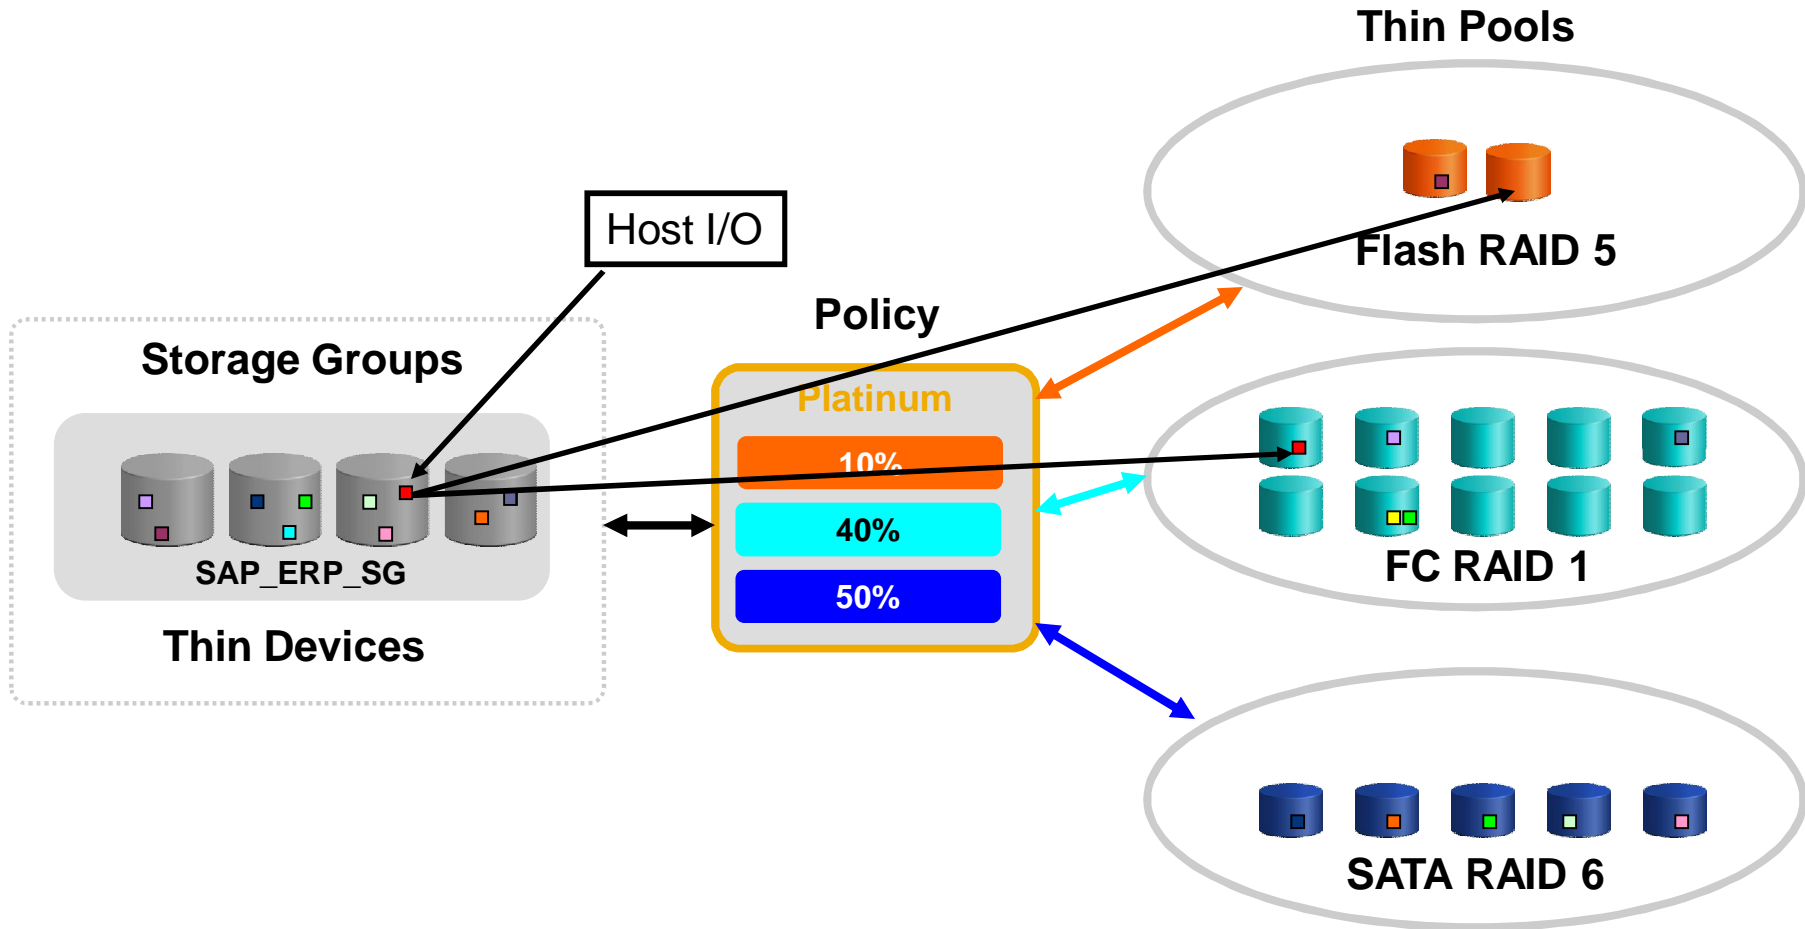 Thin Pools
Host I/O
Flash RAID 5
Policy
Storage Groups
Platinum
10%
40%
SAP_ERP_SG
FC RAID 1
50%
Thin Devices
SATA RAID 6